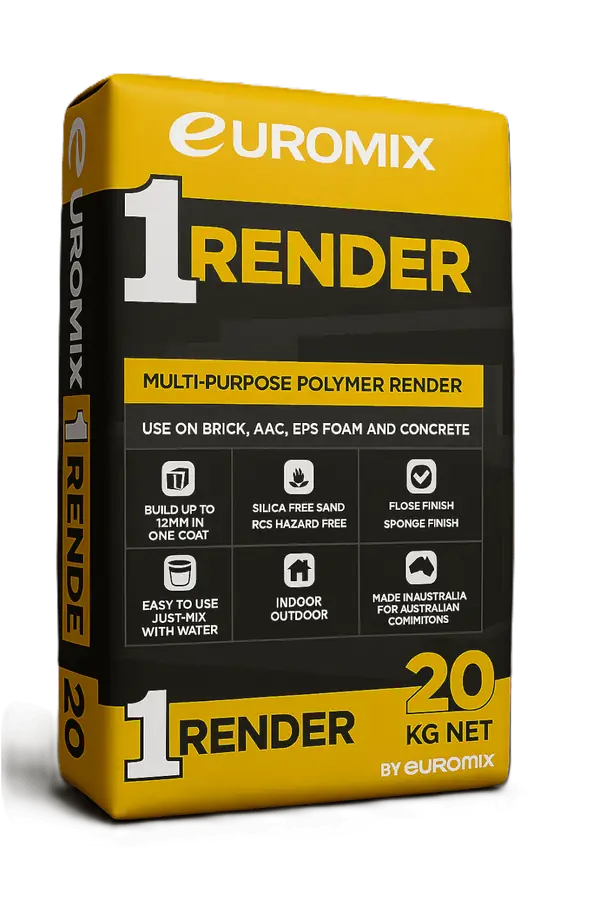 eUROMIX
1RENDER
MULTI-PURPOSE POLYMER RENDER
USE ON BRICK, AAC, EPS FOAM AND CONCRETE
BUILD UP TO
12MM IN
ONE COAT
SILICA FREE SAND
RCS HAZARD FREE
FLOSE FINISH
SPONGE FINISH
EASY TO USE
JUST-MIX
WITH WATER
INDOOR
OUTDOOR
MADE INAUSTRALIA
FOR AUSTRALIAN
COMIMITONS
1RENDER
20
KG NET
BY eUROMIX
eUROMIX 1 RENDE 20